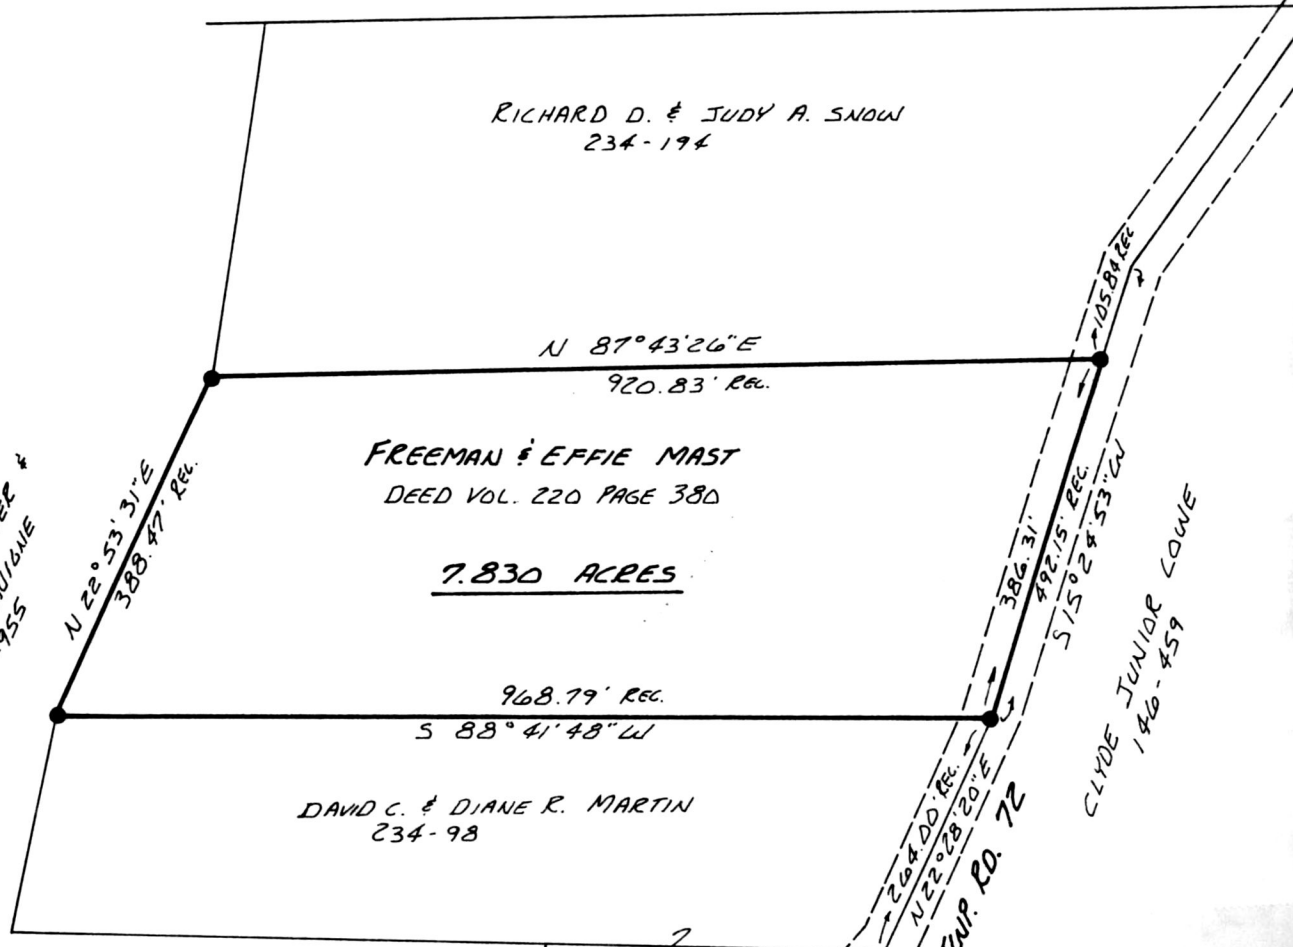 RICHARD D. & JUDY A. SNOW
234-194
105.84 REC
N 87°43'26"E
920.83' REC.
FREEMAN & EFFIE MAST
DEED VOL. 220 PAGE 380
7.830 ACRES
N 22°53'31"E
388.47' REC.
386.31'
492.15' REC.
S 15°24'53"W
CLYDE JUNIOR LOWE
146-459
968.79' REC.
S 88°41'48"W
DAVID C. & DIANE R. MARTIN
234-98
264.00' REC.
N 22°28'20"E
RD. 72